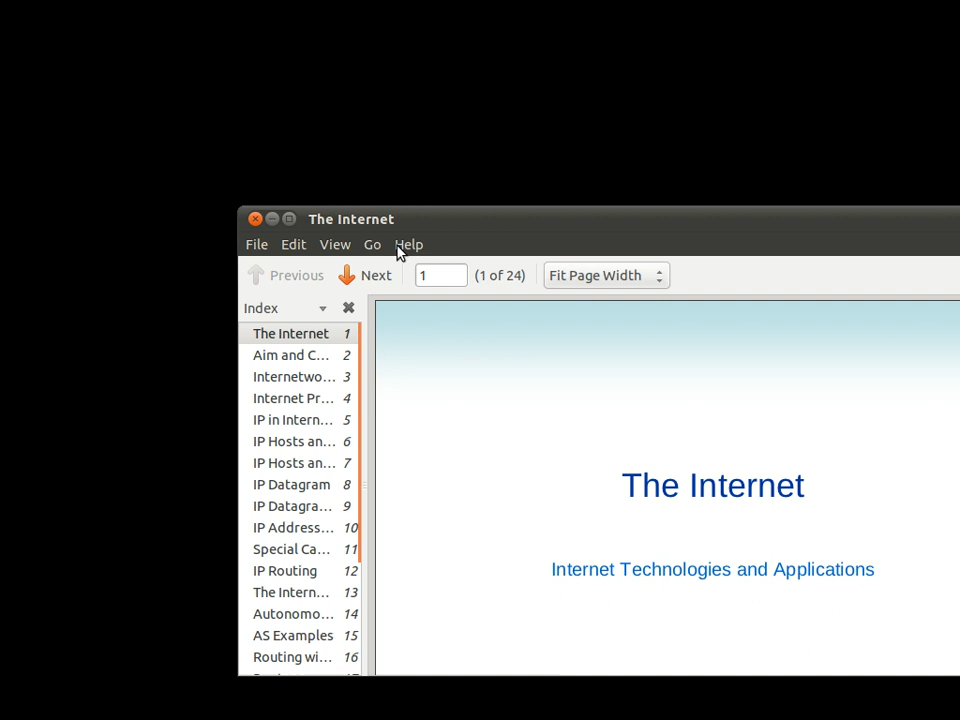 The Internet
File Edit View Go Help
Previous Next 1 (1 of 24) Fit Page Width
Index
The Internet 1
Aim and C... 2
Internetwo... 3
Internet Pr... 4
IP in Intern... 5
IP Hosts an... 6
IP Hosts an... 7
IP Datagram 8
IP Datagra... 9
IP Address... 10
Special Ca... 11
IP Routing 12
The Intern... 13
Autonomo... 14
AS Examples 15
Routing wi... 16
The Internet
Internet Technologies and Applications